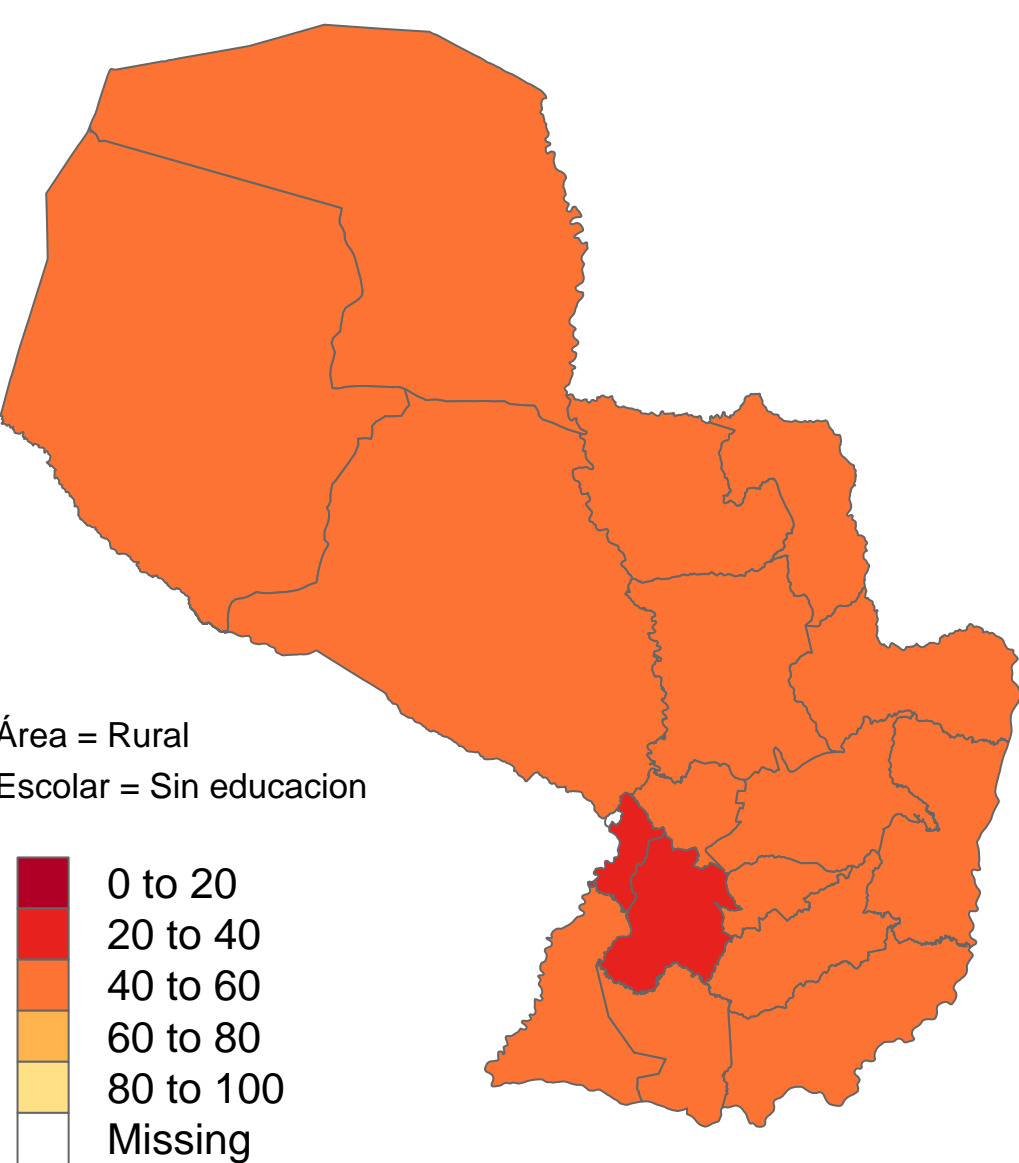 Área = Rural
Escolar = Sin educacion
0 to 20
20 to 40
40 to 60
60 to 80
80 to 100
Missing